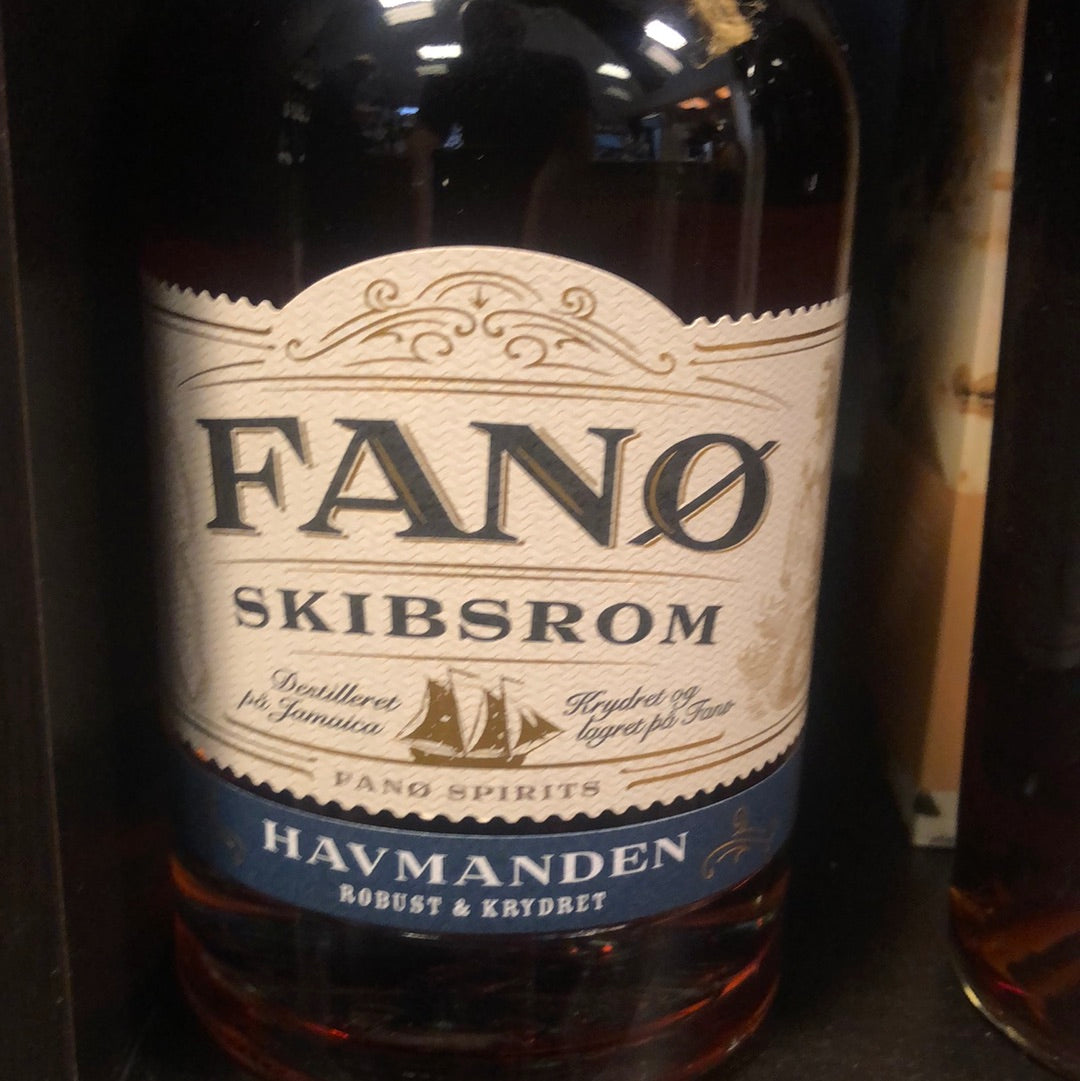 FANØ
SKIBSROM
Destilleret
på Jamaica
Krydret og
lagret på Fanø
FANØ SPIRITS
HAVMANDEN
ROBUST & KRYDRET